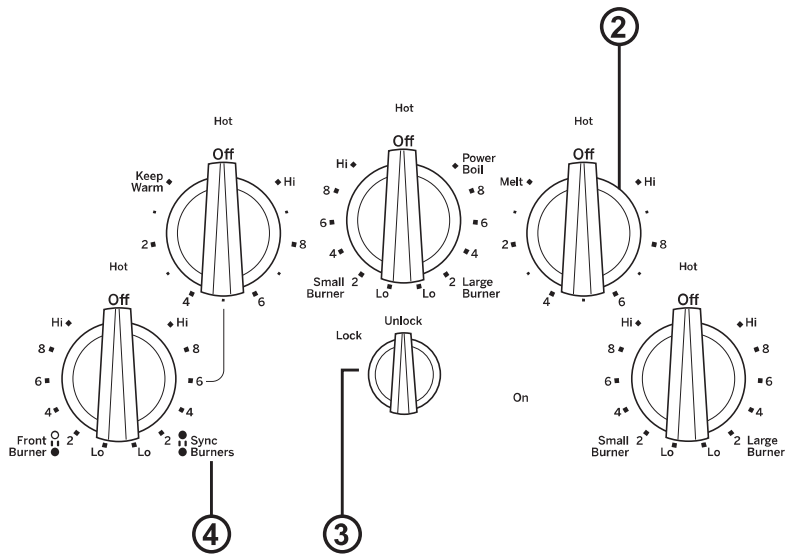 2
Hot
Off
Hi
Power
Boil
8
8
6
6
4
4
Small
Burner
2
Lo
Lo
2
Large
Burner
Hot
Off
Keep
Warm
Hi
2
8
4
6
Hot
Off
Melt
Hi
2
8
4
6
Hot
Off
Hi
Hi
8
8
6
6
4
4
Front
Burner
2
Lo
Lo
2
Sync
Burners
Unlock
Lock
On
Hot
Off
Hi
Hi
8
8
6
6
4
4
Small
Burner
2
Lo
Lo
2
Large
Burner
4
3